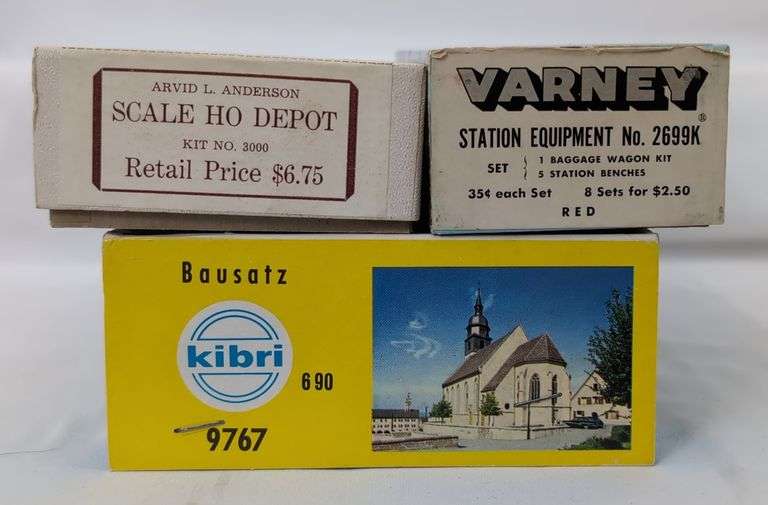 ARVID L. ANDERSON
SCALE HO DEPOT
KIT NO. 3000
Retail Price $6.75
VARNEY®
STATION EQUIPMENT No. 2699K
SET { 1 BAGGAGE WAGON KIT
5 STATION BENCHES
35¢ each Set 8 Sets for $2.50
RED
Bausatz
kibri
690
9767